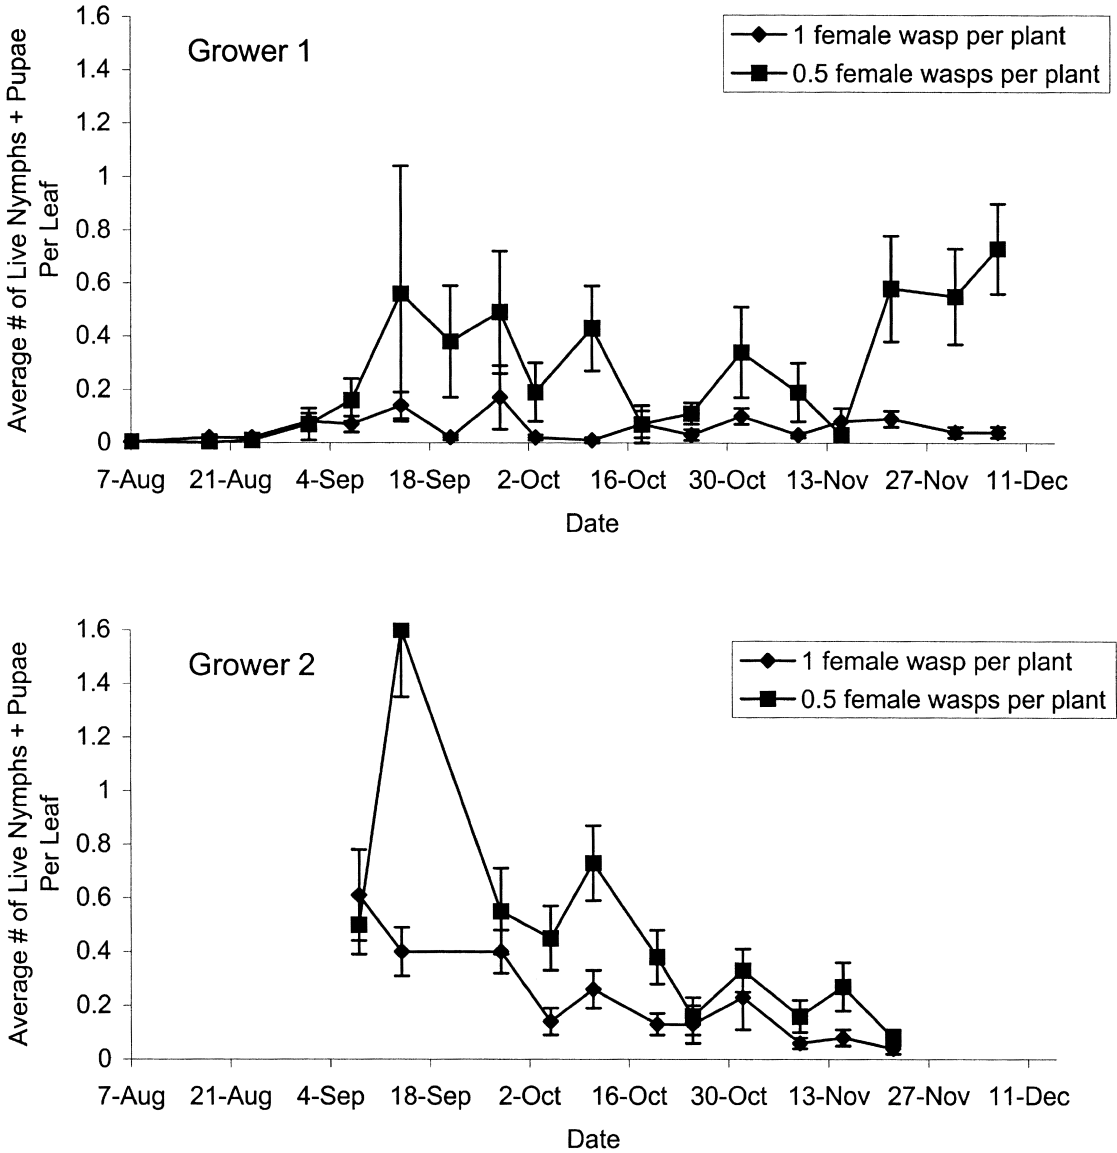 Grower 1
1 female wasp per plant
0.5 female wasps per plant
Average # of Live Nymphs + Pupae
Per Leaf
1.6
1.4
1.2
1
0.8
0.6
0.4
0.2
0
7-Aug 21-Aug 4-Sep 18-Sep 2-Oct 16-Oct 30-Oct 13-Nov 27-Nov 11-Dec
Date
Grower 2
1 female wasp per plant
0.5 female wasps per plant
Average # of Live Nymphs + Pupae
Per Leaf
1.6
1.4
1.2
1
0.8
0.6
0.4
0.2
0
7-Aug 21-Aug 4-Sep 18-Sep 2-Oct 16-Oct 30-Oct 13-Nov 27-Nov 11-Dec
Date